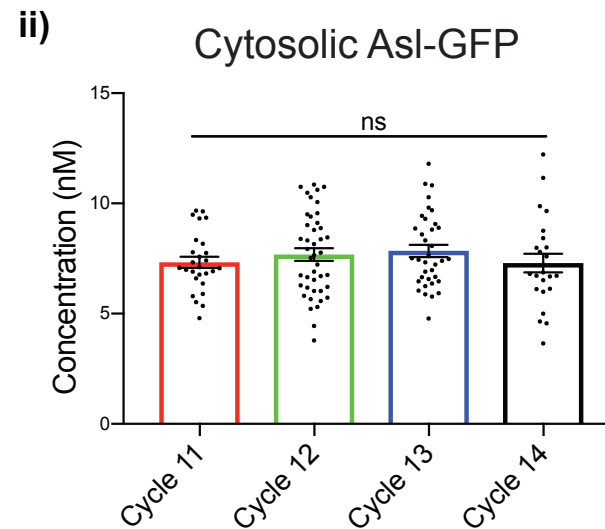 ii)
Cytosolic Asl-GFP
Concentration (nM)
15
10
5
0
ns
Cycle 11
Cycle 12
Cycle 13
Cycle 14